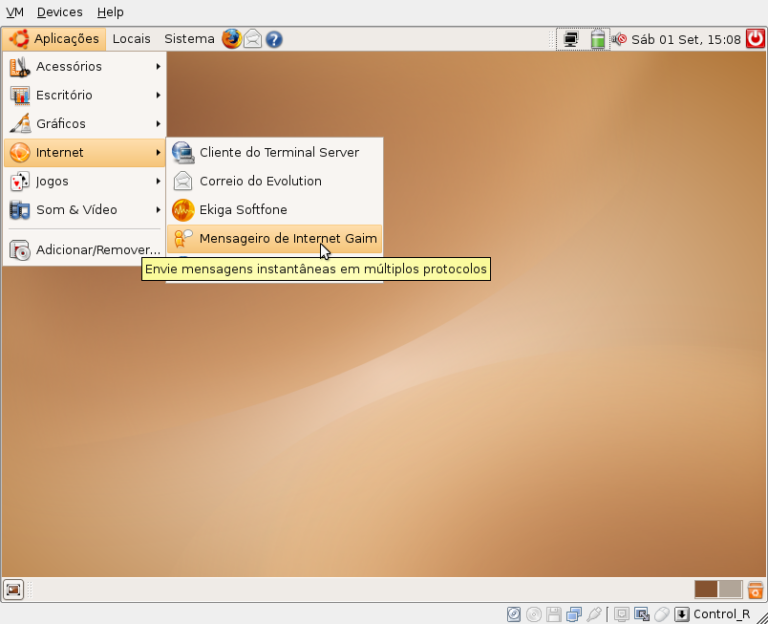 VM Devices Help
Aplicações Locais Sistema Sáb 01 Set, 15:08
Acessórios
Escritório
Gráficos
Internet
Jogos
Som & Vídeo
Adicionar/Remover...
Cliente do Terminal Server
Correio do Evolution
Ekiga Softfone
Mensageiro de Internet Gaim
Envie mensagens instantâneas em múltiplos protocolos
Control_R